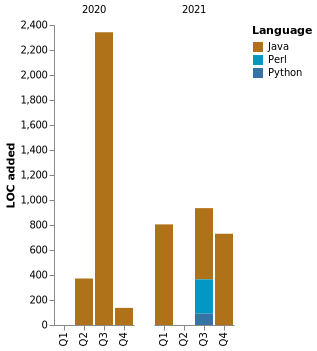 2020
2021
Language
Java
Perl
Python
LOC added
2,400
2,200
2,000
1,800
1,600
1,400
1,200
1,000
800
600
400
200
0
Q1 Q2 Q3 Q4 Q1 Q2 Q3 Q4